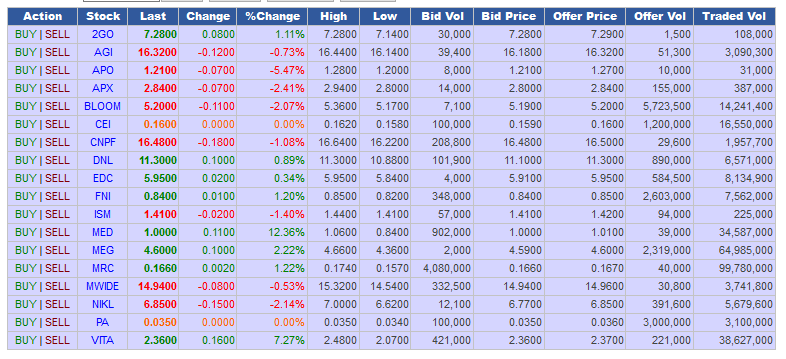 Action Stock Last Change %Change High Low Bid Vol Bid Price Offer Price Offer Vol Traded Vol
BUY | SELL 2GO 7.2800 0.0800 1.11% 7.2800 7.1400 30,000 7.2800 7.2900 1,500 108,000
BUY | SELL AGI 16.3200 -0.1200 -0.73% 16.4400 16.1400 39,400 16.1800 16.3200 51,300 3,090,300
BUY | SELL APO 1.2100 -0.0700 -5.47% 1.2800 1.2000 8,000 1.2100 1.2700 10,000 31,000
BUY | SELL APX 2.8400 -0.0700 -2.41% 2.9400 2.8000 14,000 2.8000 2.8400 155,000 387,000
BUY | SELL BLOOM 5.2000 -0.1100 -2.07% 5.3600 5.1700 7,100 5.1900 5.2000 5,723,500 14,241,400
BUY | SELL CEI 0.1600 0.0000 0.00% 0.1620 0.1580 100,000 0.1590 0.1600 1,200,000 16,550,000
BUY | SELL CNPF 16.4800 -0.1800 -1.08% 16.6400 16.2200 208,800 16.4800 16.5000 29,600 1,957,700
BUY | SELL DNL 11.3000 0.1000 0.89% 11.3000 10.8800 101,900 11.1000 11.3000 890,000 6,571,000
BUY | SELL EDC 5.9500 0.0200 0.34% 5.9500 5.8400 4,000 5.9100 5.9500 584,500 8,134,900
BUY | SELL FNI 0.8400 0.0100 1.20% 0.8500 0.8200 348,000 0.8400 0.8500 2,603,000 7,562,000
BUY | SELL ISM 1.4100 -0.0200 -1.40% 1.4400 1.4100 57,000 1.4100 1.4200 94,000 225,000
BUY | SELL MED 1.0000 0.1100 12.36% 1.0600 0.8400 902,000 1.0000 1.0100 39,000 34,587,000
BUY | SELL MEG 4.6000 0.1000 2.22% 4.6600 4.3600 2,000 4.5900 4.6000 2,319,000 64,985,000
BUY | SELL MRC 0.1660 0.0020 1.22% 0.1740 0.1570 4,080,000 0.1660 0.1670 40,000 99,780,000
BUY | SELL MWIDE 14.9400 -0.0800 -0.53% 15.3200 14.5400 332,500 14.9400 14.9600 30,800 3,741,800
BUY | SELL NIKL 6.8500 -0.1500 -2.14% 7.0000 6.6200 12,100 6.7700 6.8500 391,600 5,679,600
BUY | SELL PA 0.0350 0.0000 0.00% 0.0350 0.0340 100,000 0.0350 0.0360 3,000,000 3,100,000
BUY | SELL VITA 2.3600 0.1600 7.27% 2.4800 2.0700 421,000 2.3600 2.3700 221,000 38,627,000